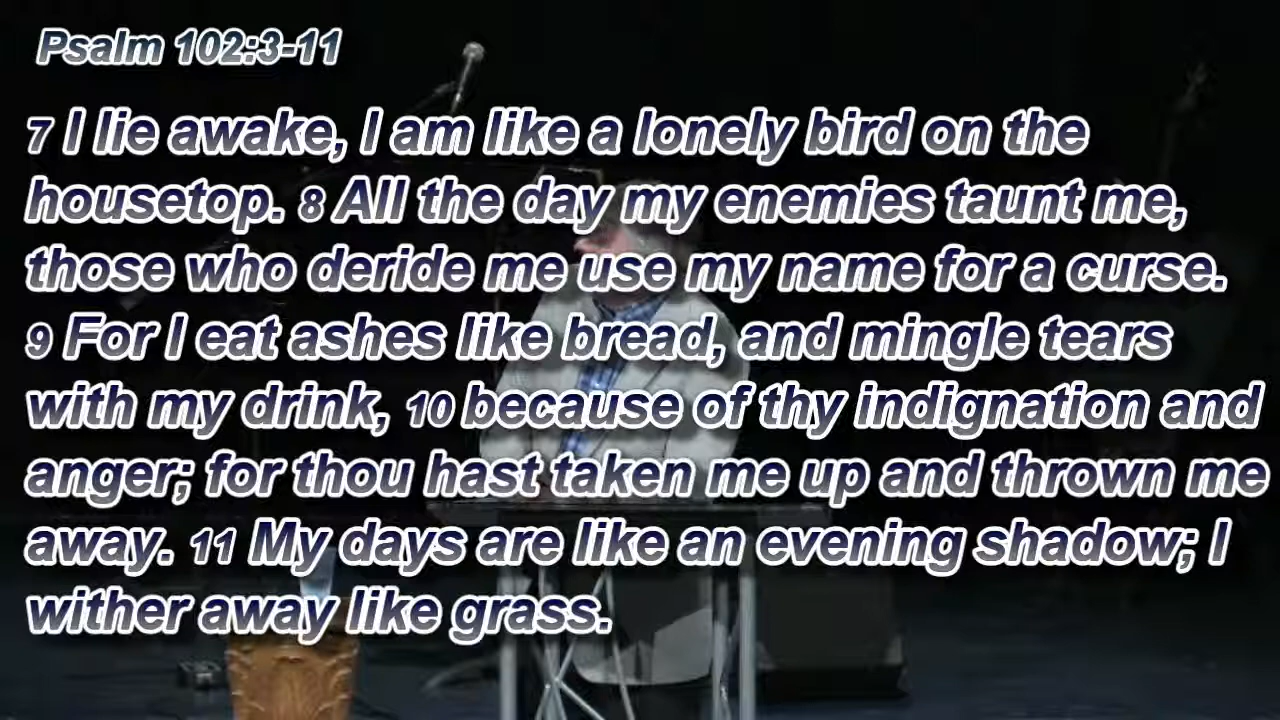 Psalm 102:3-11
7 I lie awake, I am like a lonely bird on the
housetop. 8 All the day my enemies taunt me,
those who deride me use my name for a curse.
9 For I eat ashes like bread, and mingle tears
with my drink, 10 because of thy indignation and
anger; for thou hast taken me up and thrown me
away. 11 My days are like an evening shadow; I
wither away like grass.